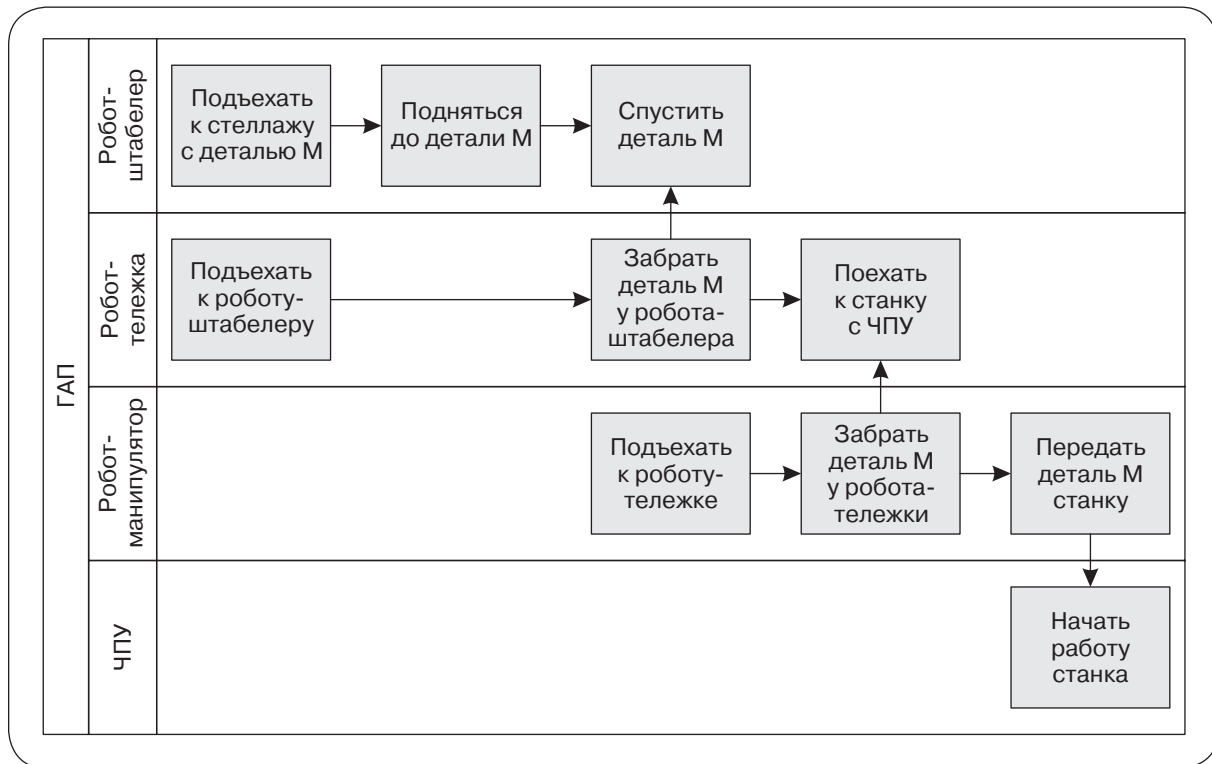 ГАП
Робот-
штабелер
Подъехать
к стеллажу
с деталью М
Подняться
до детали М
Спустить
деталь М
Робот-
тележка
Подъехать
к роботу-
штабелеру
Забрать
деталь М
у робота-
штабелера
Поехать
к станку
с ЧПУ
Робот-
манипулятор
Подъехать
к роботу-
тележке
Забрать
деталь М
у робота-
тележки
Передать
деталь М
станку
ЧПУ
Начать
работу
станка